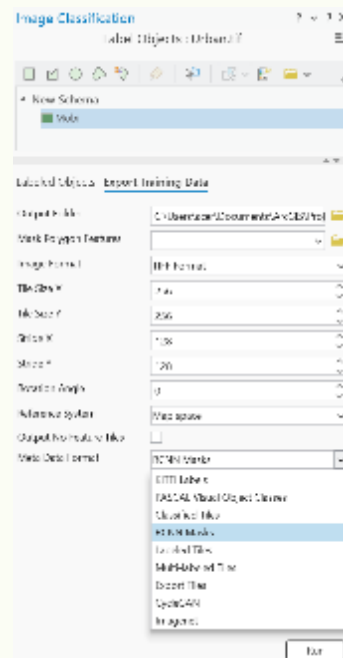 Image Classification
Label Objects : Urban.tif
New Schema
Mobi
Labeled Objects Export Training Data
Output Folder
Mask Polygon Features
Image Format TIFF Format
Tile Size X 256
Tile Size Y 256
Stride X 128
Stride Y 128
Rotation Angle 0
Reference System Map space
Output No Feature Tiles
Meta Data Format RCNN Masks
KITTI Labels
PASCAL Visual Object Classes
Classified Tiles
RCNN Masks
Labeled Tiles
Multi-labeled Tiles
Export Tiles
CycleGAN
Imagenet
Run